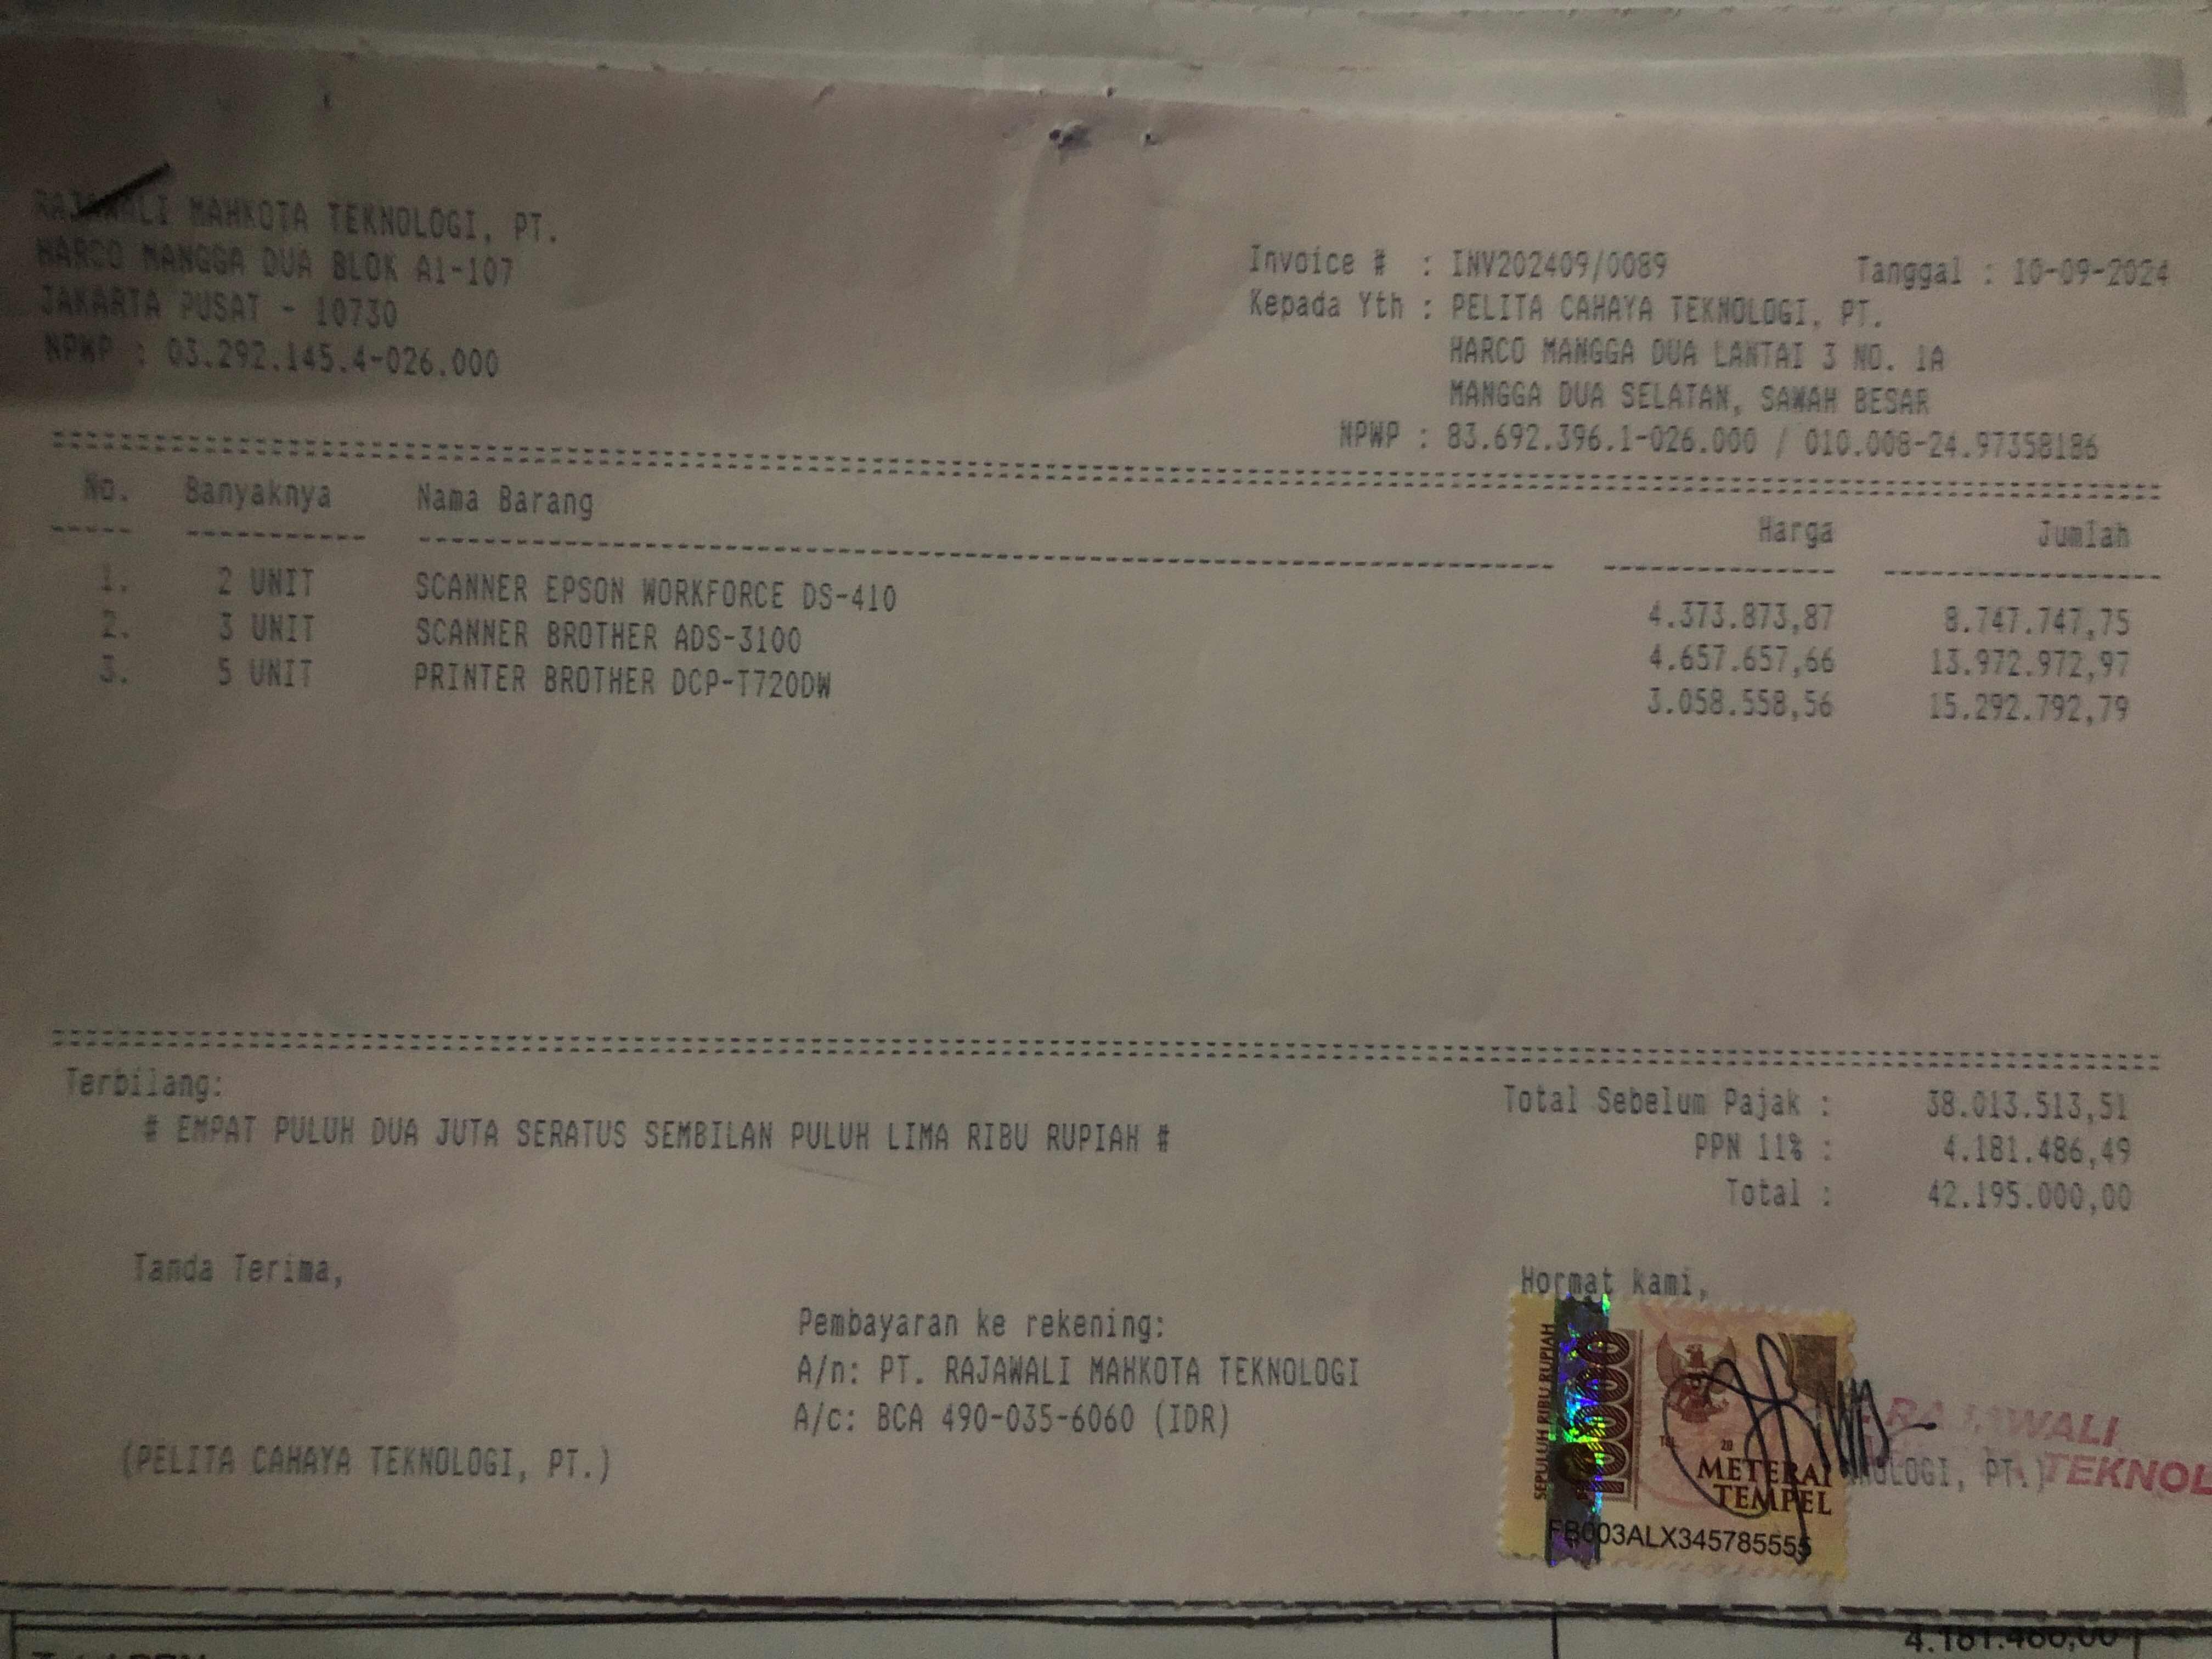 RAJAWALI MAHKOTA TEKNOLOGI, PT.
HARCO MANGGA DUA BLOK A1-107
JAKARTA PUSAT - 10730
NPWP : 03.292.145.4-026.000
Invoice # : INV202409/0089 Tanggal : 10-09-2024
Kepada Yth : PELITA CAHAYA TEKNOLOGI, PT.
HARCO MANGGA DUA LANTAI 3 NO. 1A
MANGGA DUA SELATAN, SAWAH BESAR
NPWP : 83.692.396.1-026.000 / 010.008-24.97358186
No. Banyaknya Nama Barang Harga Jumlah
1. 2 UNIT SCANNER EPSON WORKFORCE DS-410 4.373.873,87 8.747.747,75
2. 3 UNIT SCANNER BROTHER ADS-3100 4.657.657,66 13.972.972,97
3. 5 UNIT PRINTER BROTHER DCP-T720DW 3.058.558,56 15.292.792,79
Terbilang:
# EMPAT PULUH DUA JUTA SERATUS SEMBILAN PULUH LIMA RIBU RUPIAH #
Total Sebelum Pajak : 38.013.513,51
PPN 11% : 4.181.486,49
Total : 42.195.000,00
Tanda Terima,
(PELITA CAHAYA TEKNOLOGI, PT.)
Pembayaran ke rekening:
A/n: PT. RAJAWALI MAHKOTA TEKNOLOGI
A/c: BCA 490-035-6060 (IDR)
Hormat kami,
SEPULUH RIBU RUPIAH
10000
TGL. 20
METERAI
TEMPEL
FB003ALX345785555
RAJAWALI
TEKNOL
NOLOGI, PT.)